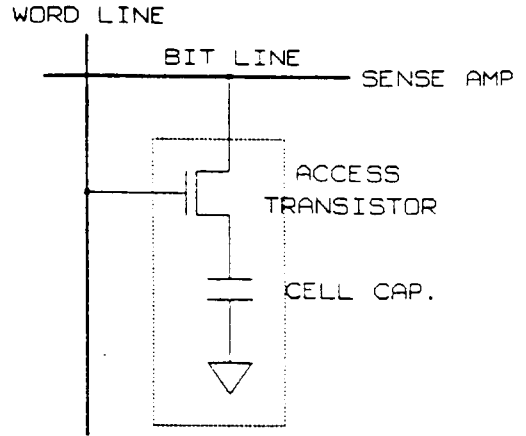 WORD LINE
BIT LINE
SENSE AMP
ACCESS
TRANSISTOR
CELL CAP.